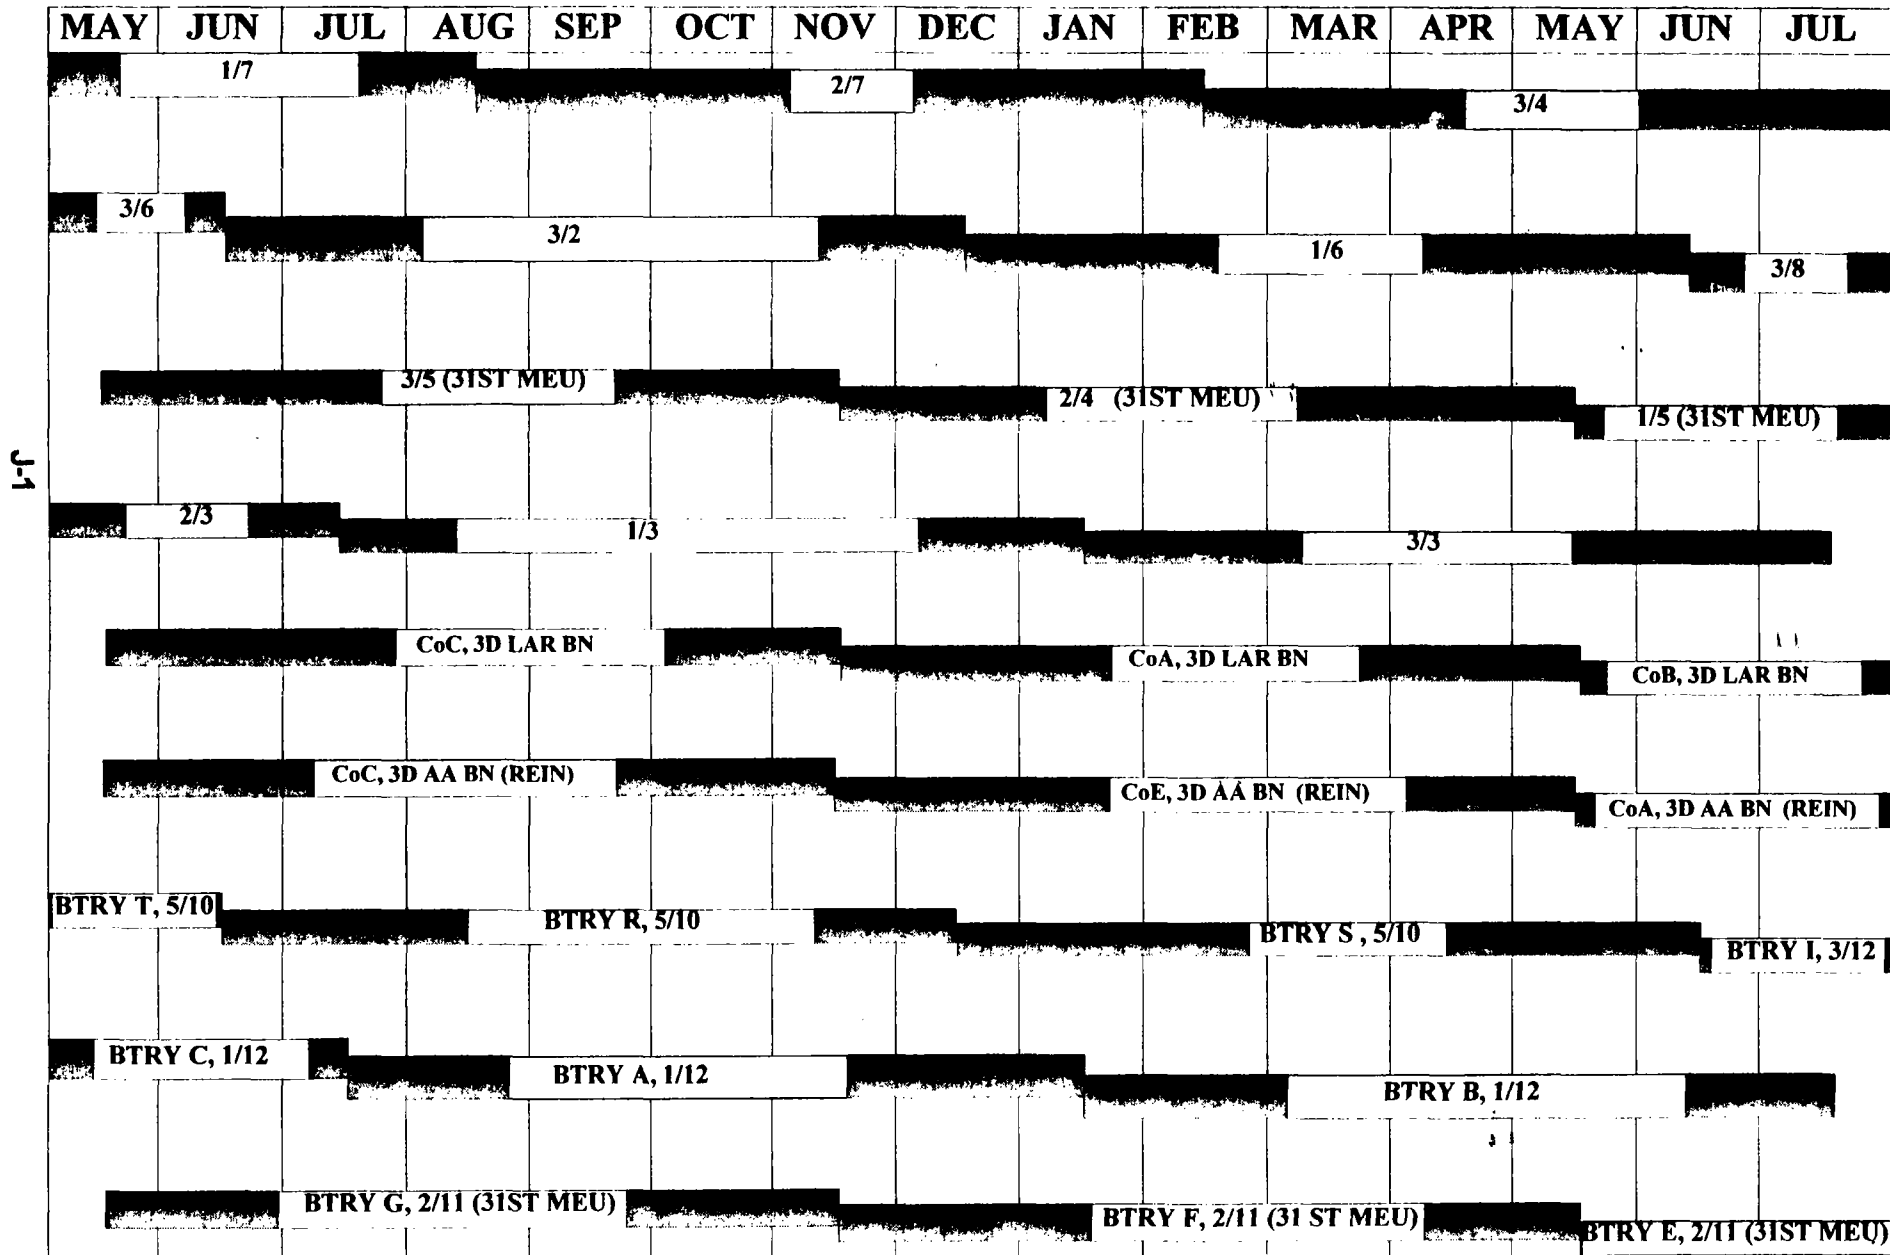 MAY JUN JUL AUG SEP OCT NOV DEC JAN FEB MAR APR MAY JUN JUL
1/7
2/7
3/4
3/6
3/2
1/6
3/8
3/5 (31ST MEU)
2/4 (31ST MEU)
1/5 (31ST MEU)
J-1
2/3
1/3
3/3
CoC, 3D LAR BN
CoA, 3D LAR BN
CoB, 3D LAR BN
CoC, 3D AA BN (REIN)
CoE, 3D AA BN (REIN)
CoA, 3D AA BN (REIN)
BTRY T, 5/10
BTRY R, 5/10
BTRY S , 5/10
BTRY I, 3/12
BTRY C, 1/12
BTRY A, 1/12
BTRY B, 1/12
BTRY G, 2/11 (31ST MEU)
BTRY F, 2/11 (31 ST MEU)
BTRY E, 2/11 (31ST MEU)